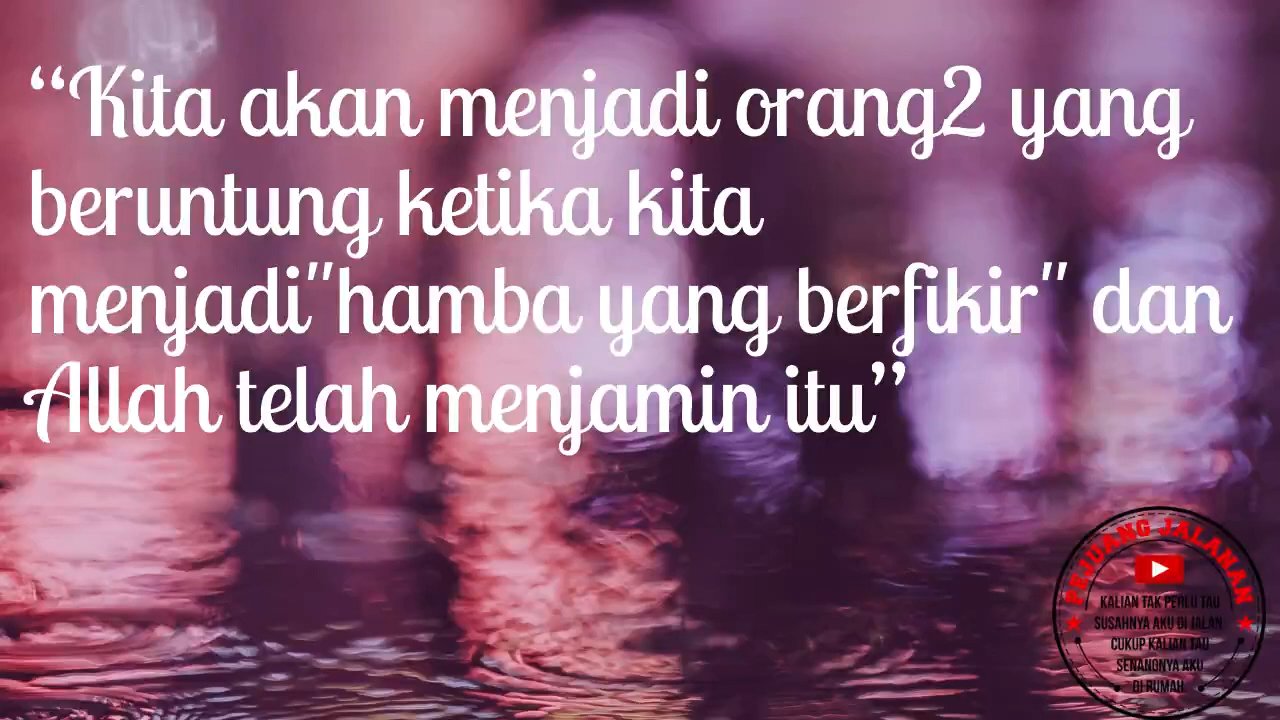 “Kita akan menjadi orang2 yang
beruntung ketika kita
menjadi"hamba yang berfikir" dan
Allah telah menjamin itu”
PEJUANG JALANAN
KALIAN TAK PERLU TAU
SUSAHNYA AKU DI JALAN
CUKUP KALIAN TAU
SENANGNYA AKU
DI RUMAH